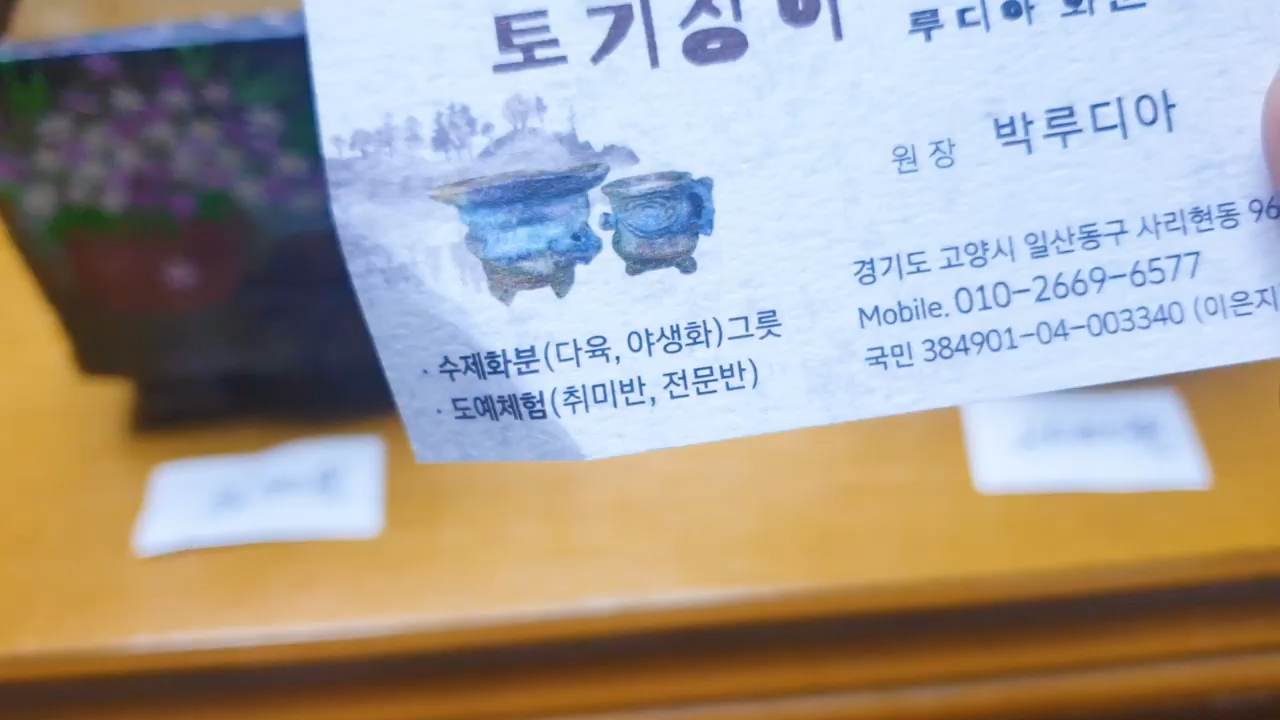 토기장이
루디아 화분
원장 박루디아
경기도 고양시 일산동구 사리현동 96
Mobile. 010-2669-6577
국민 384901-04-003340 (이은지
· 수제화분(다육, 야생화)그릇
· 도예체험(취미반, 전문반)